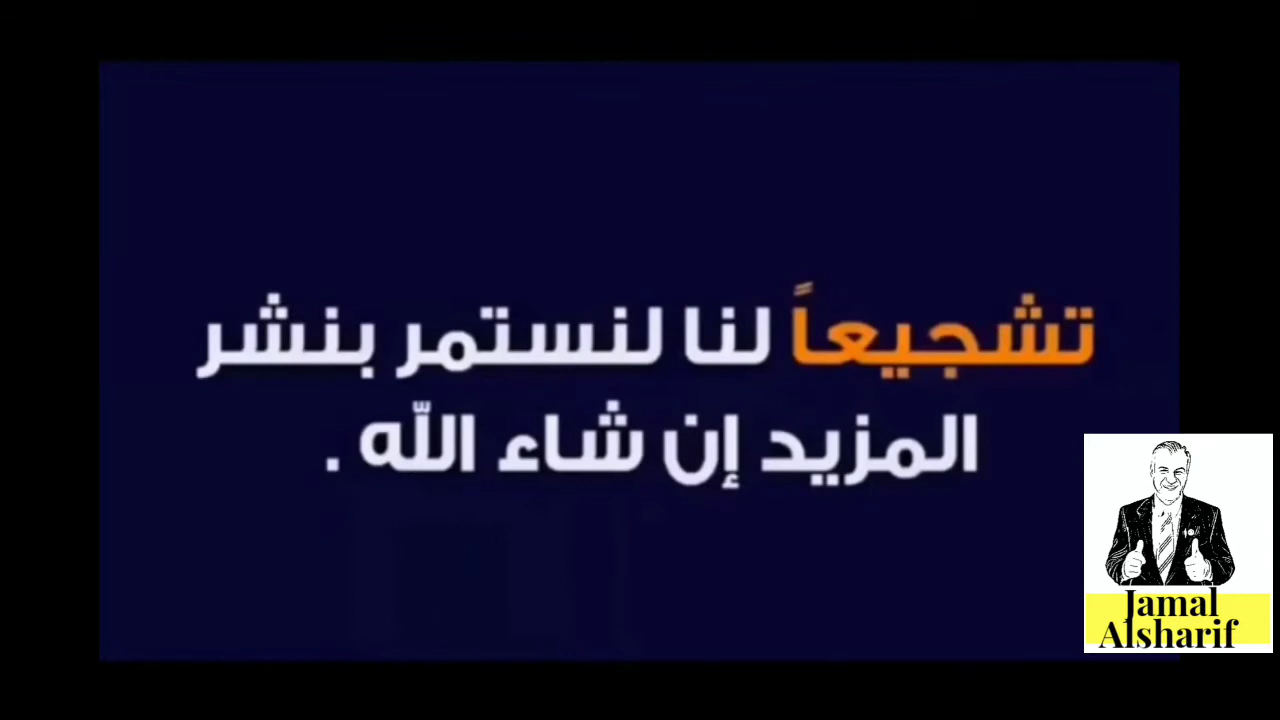 تشجيعاً لنا لنستمر بنشر
المزيد إن شاء الله .
Jamal
Alsharif